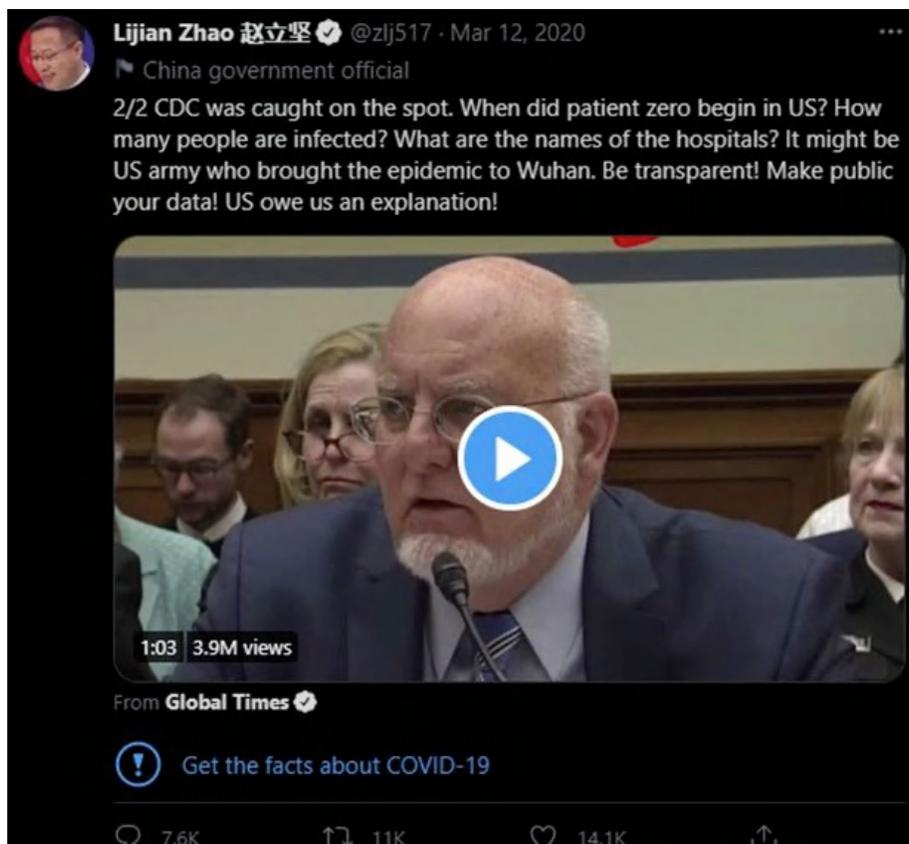 Lijian Zhao 赵立坚 @zlj517 · Mar 12, 2020
China government official
2/2 CDC was caught on the spot. When did patient zero begin in US? How
many people are infected? What are the names of the hospitals? It might be
US army who brought the epidemic to Wuhan. Be transparent! Make public
your data! US owe us an explanation!
1:03 3.9M views
From Global Times
Get the facts about COVID-19
7.6K 11K 14.1K